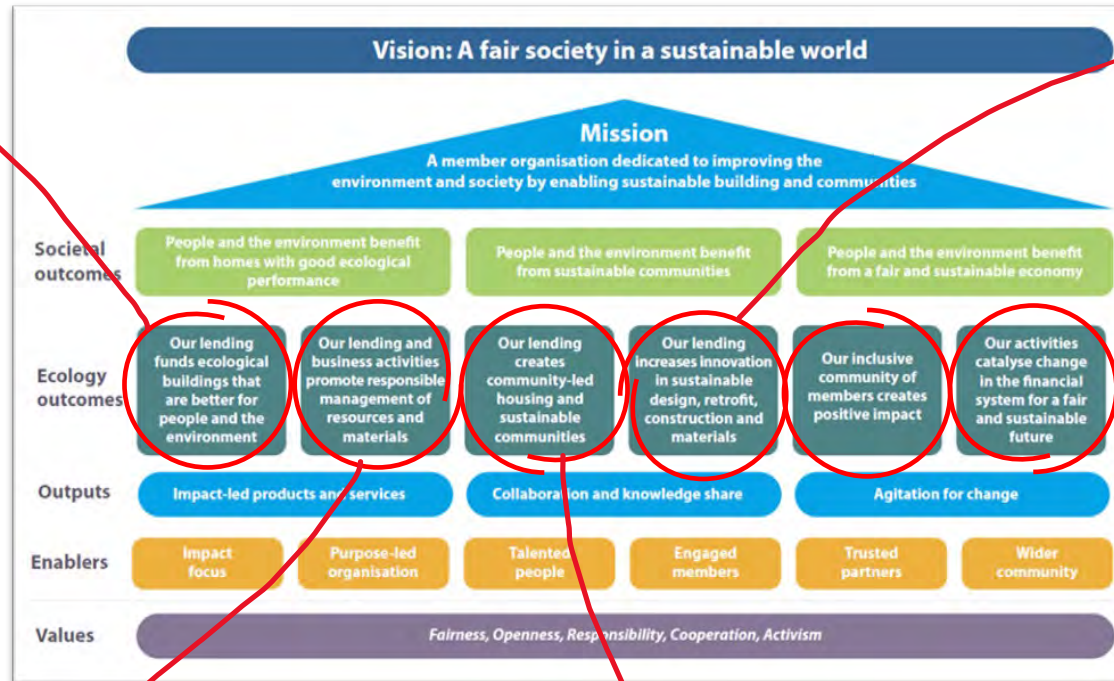 Vision: A fair society in a sustainable world
Mission
A member organisation dedicated to improving the
environment and society by enabling sustainable building and communities
Societal
outcomes
People and the environment benefit
from homes with good ecological
performance
People and the environment benefit
from sustainable communities
People and the environment benefit
from a fair and sustainable economy
Ecology
outcomes
Our lending
funds ecological
buildings that
are better for
people and the
environment
Our lending and
business activities
promote responsible
management of
resources and
materials
Our lending
creates
community-led
housing and
sustainable
communities
Our lending
increases innovation
in sustainable
design, retrofit,
construction and
materials
Our inclusive
community of
members creates
positive impact
Our activities
catalyse change
in the financial
system for a fair
and sustainable
future
Outputs
Impact-led products and services
Collaboration and knowledge share
Agitation for change
Enablers
Impact
focus
Purpose-led
organisation
Talented
people
Engaged
members
Trusted
partners
Wider
community
Values
Fairness, Openness, Responsibility, Cooperation, Activism